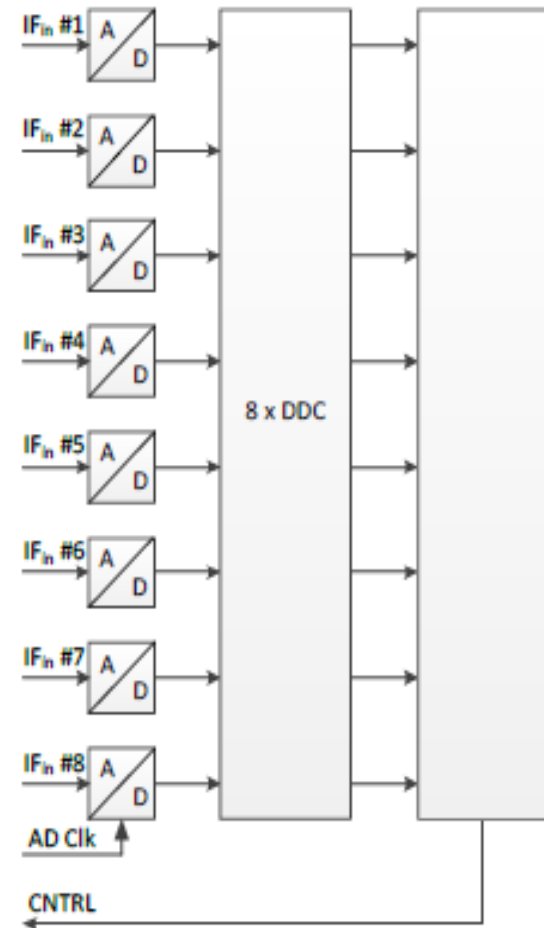 IFin #1
A
D
IFin #2
A
D
IFin #3
A
D
IFin #4
A
D
8 x DDC
IFin #5
A
D
IFin #6
A
D
IFin #7
A
D
IFin #8
A
D
AD Clk
CNTRL